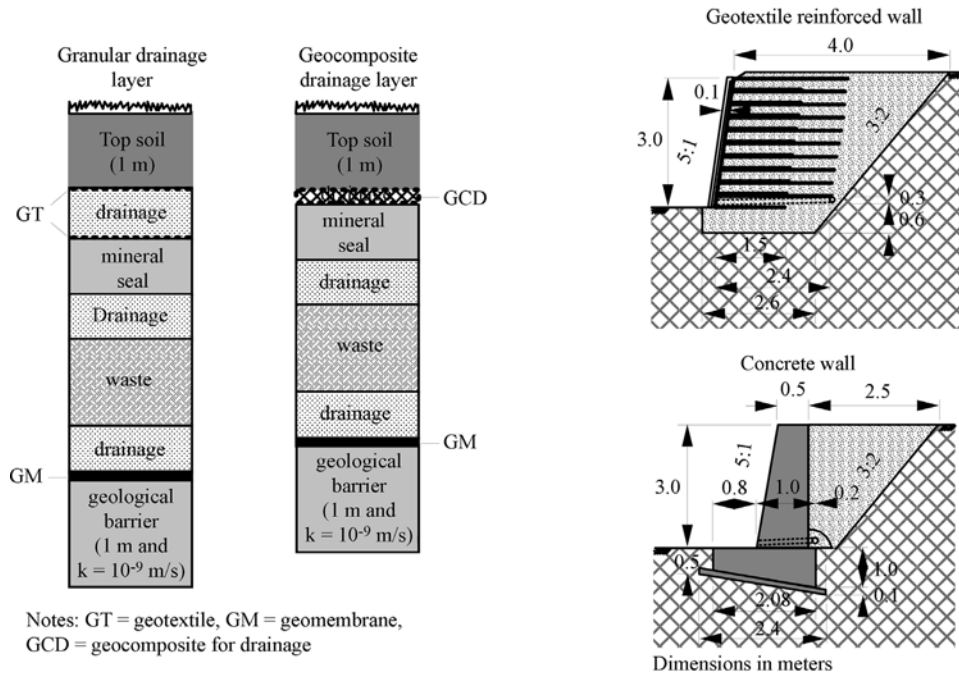 Granular drainage
layer
Top soil
(1 m)
GT
drainage
mineral
seal
Drainage
waste
drainage
GM
geological
barrier
(1 m and
k = 10-9 m/s)
Geocomposite
drainage layer
Top soil
(1 m)
GCD
mineral
seal
drainage
waste
drainage
GM
geological
barrier
(1 m and
k = 10-9 m/s)
Notes: GT = geotextile, GM = geomembrane,
GCD = geocomposite for drainage
Geotextile reinforced wall
4.0
0.1
3.0
5:1
3:2
0.3
0.6
1.5
2.4
2.6
Concrete wall
0.5
2.5
5:1
3:2
3.0
0.8
1.0
0.2
0.5
1.0
0.1
2.08
2.4
Dimensions in meters